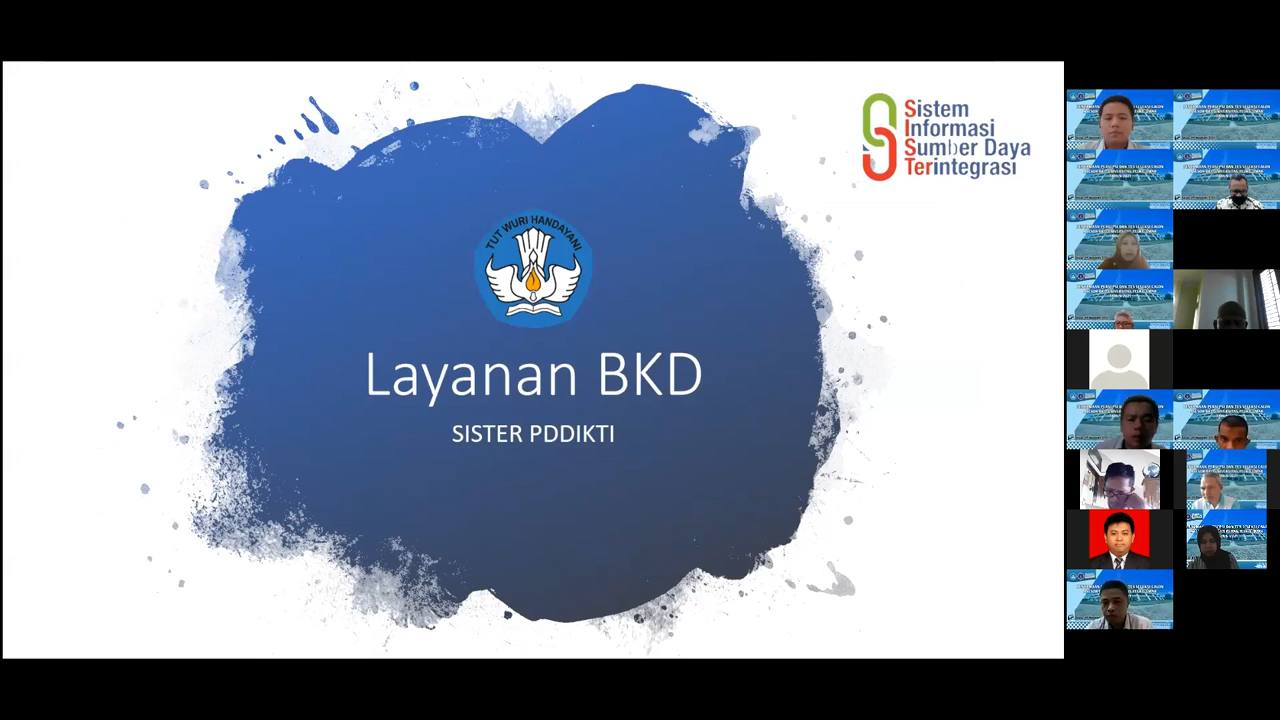 TUT WURI HANDAYANI
Layanan BKD
SISTER PDDIKTI
Sistem
Informasi
Sumber Daya
Terintegrasi